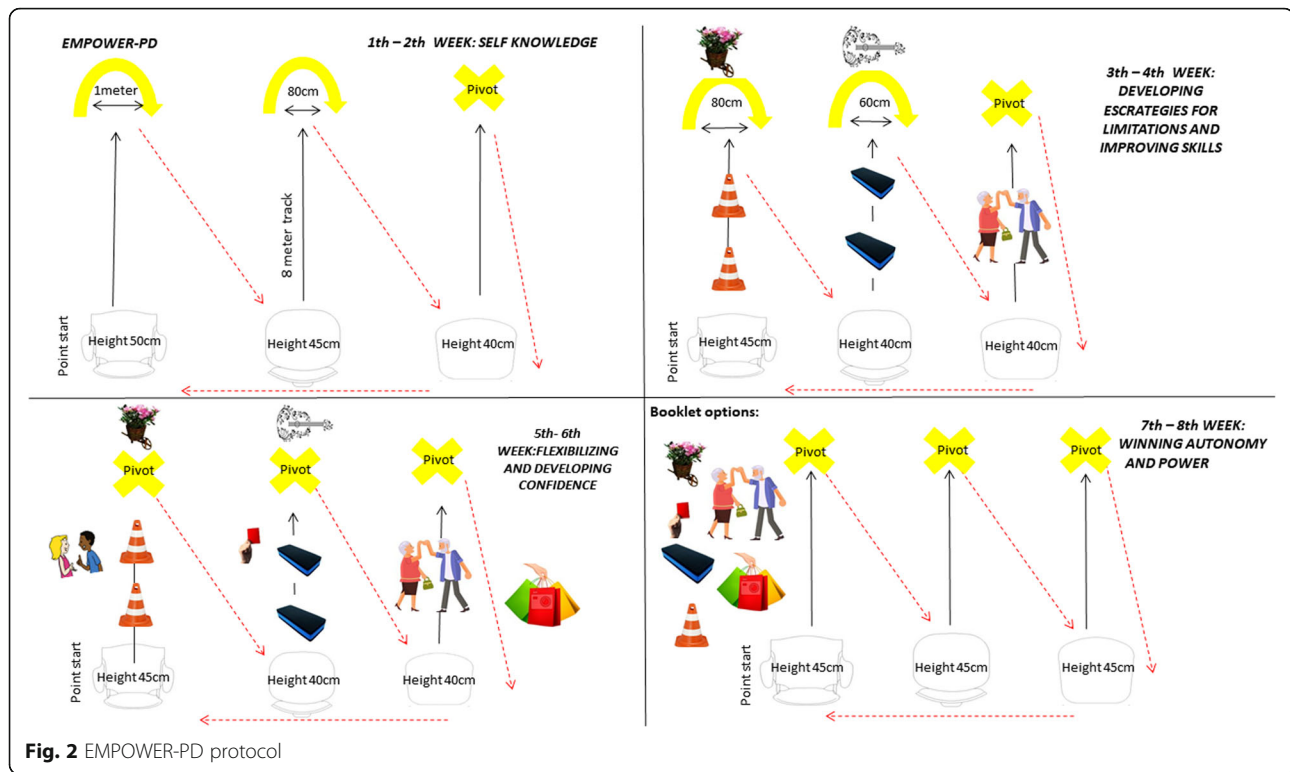 EMPOWER-PD
1th – 2th WEEK: SELF KNOWLEDGE
1meter
80cm
Pivot
8 meter track
Point start
Height 50cm
Height 45cm
Height 40cm
3th – 4th WEEK:
DEVELOPING
ESCRATEGIES FOR
LIMITATIONS AND
IMPROVING SKILLS
80cm
60cm
Pivot
Point start
Height 45cm
Height 40cm
Height 40cm
5th- 6th
WEEK:FLEXIBILIZING
AND DEVELOPING
CONFIDENCE
Pivot
Pivot
Pivot
Point start
Height 45cm
Height 40cm
Height 40cm
Booklet options:
7th – 8th WEEK:
WINNING AUTONOMY
AND POWER
Pivot
Pivot
Pivot
Point start
Height 45cm
Height 45cm
Height 45cm
Fig. 2 EMPOWER-PD protocol